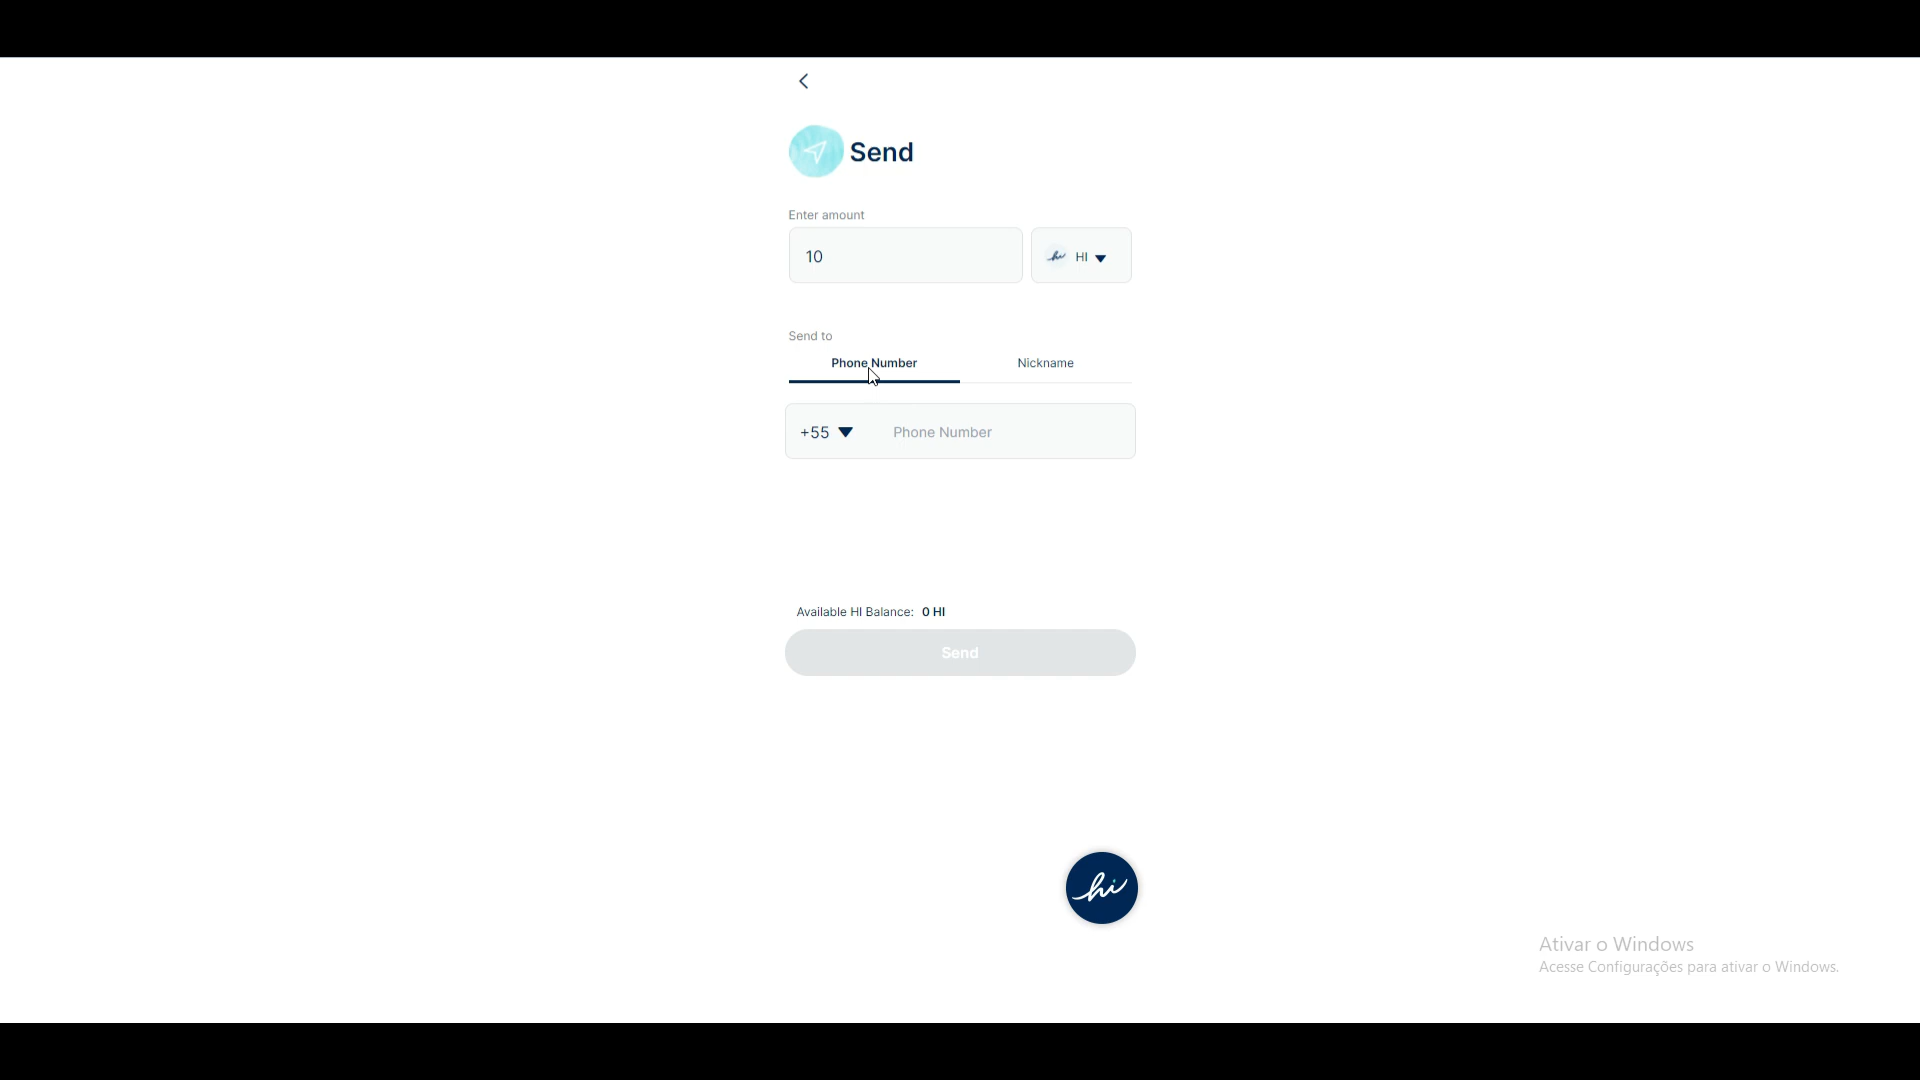 Send
Enter amount
10
hi HI
Send to
Phone Number Nickname
+55 Phone Number
Available HI Balance: 0 HI
Send
hi
Ativar o Windows
Acesse Configurações para ativar o Windows.